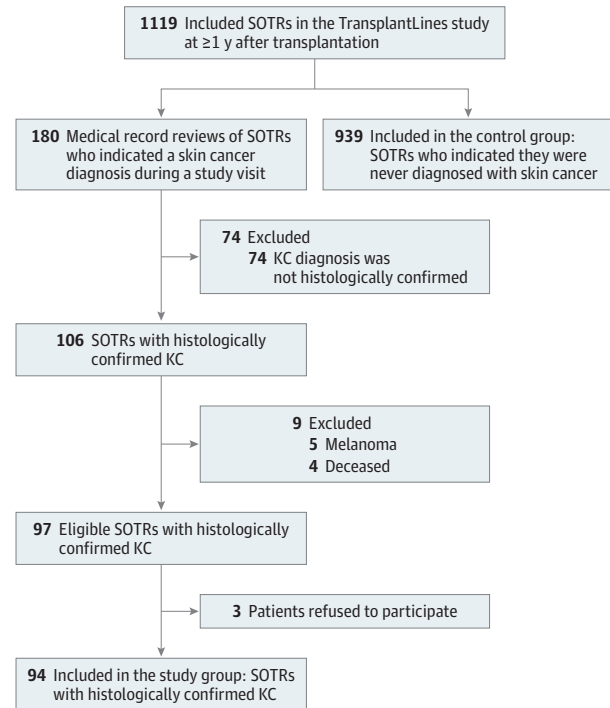 1119 Included SOTRs in the TransplantLines study
at ≥1 y after transplantation
180 Medical record reviews of SOTRs
who indicated a skin cancer
diagnosis during a study visit
939 Included in the control group:
SOTRs who indicated they were
never diagnosed with skin cancer
74 Excluded
74 KC diagnosis was
not histologically confirmed
106 SOTRs with histologically
confirmed KC
9 Excluded
5 Melanoma
4 Deceased
97 Eligible SOTRs with histologically
confirmed KC
3 Patients refused to participate
94 Included in the study group: SOTRs
with histologically confirmed KC